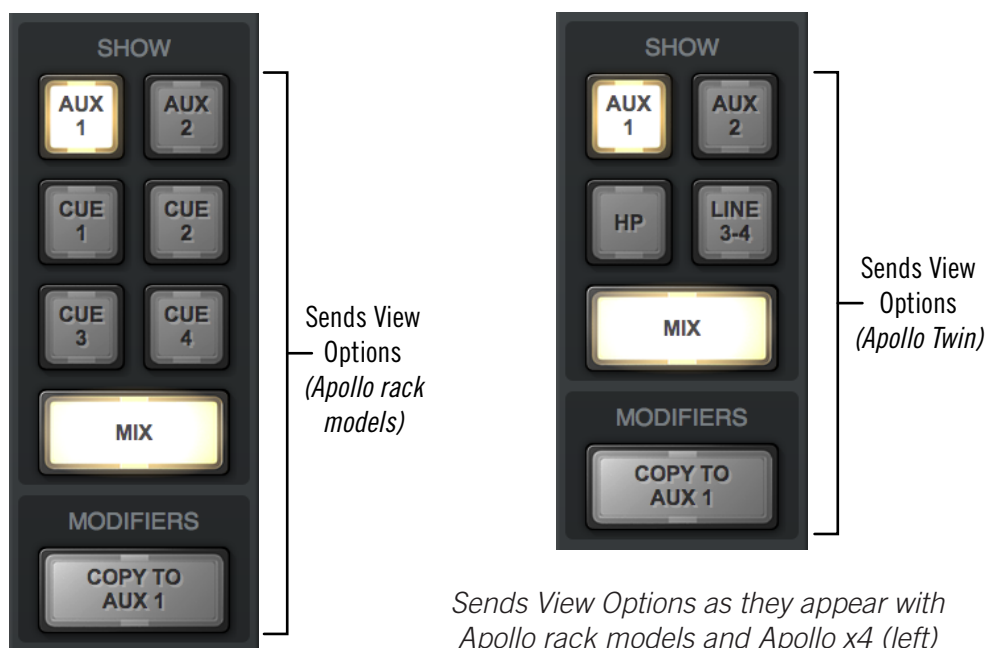 SHOW
AUX
1
AUX
2
CUE
1
CUE
2
CUE
3
CUE
4
MIX
MODIFIERS
COPY TO
AUX 1
Sends View
Options
(Apollo rack
models)
SHOW
AUX
1
AUX
2
HP
LINE
3-4
MIX
MODIFIERS
COPY TO
AUX 1
Sends View
Options
(Apollo Twin)
Sends View Options as they appear with
Apollo rack models and Apollo x4 (left)